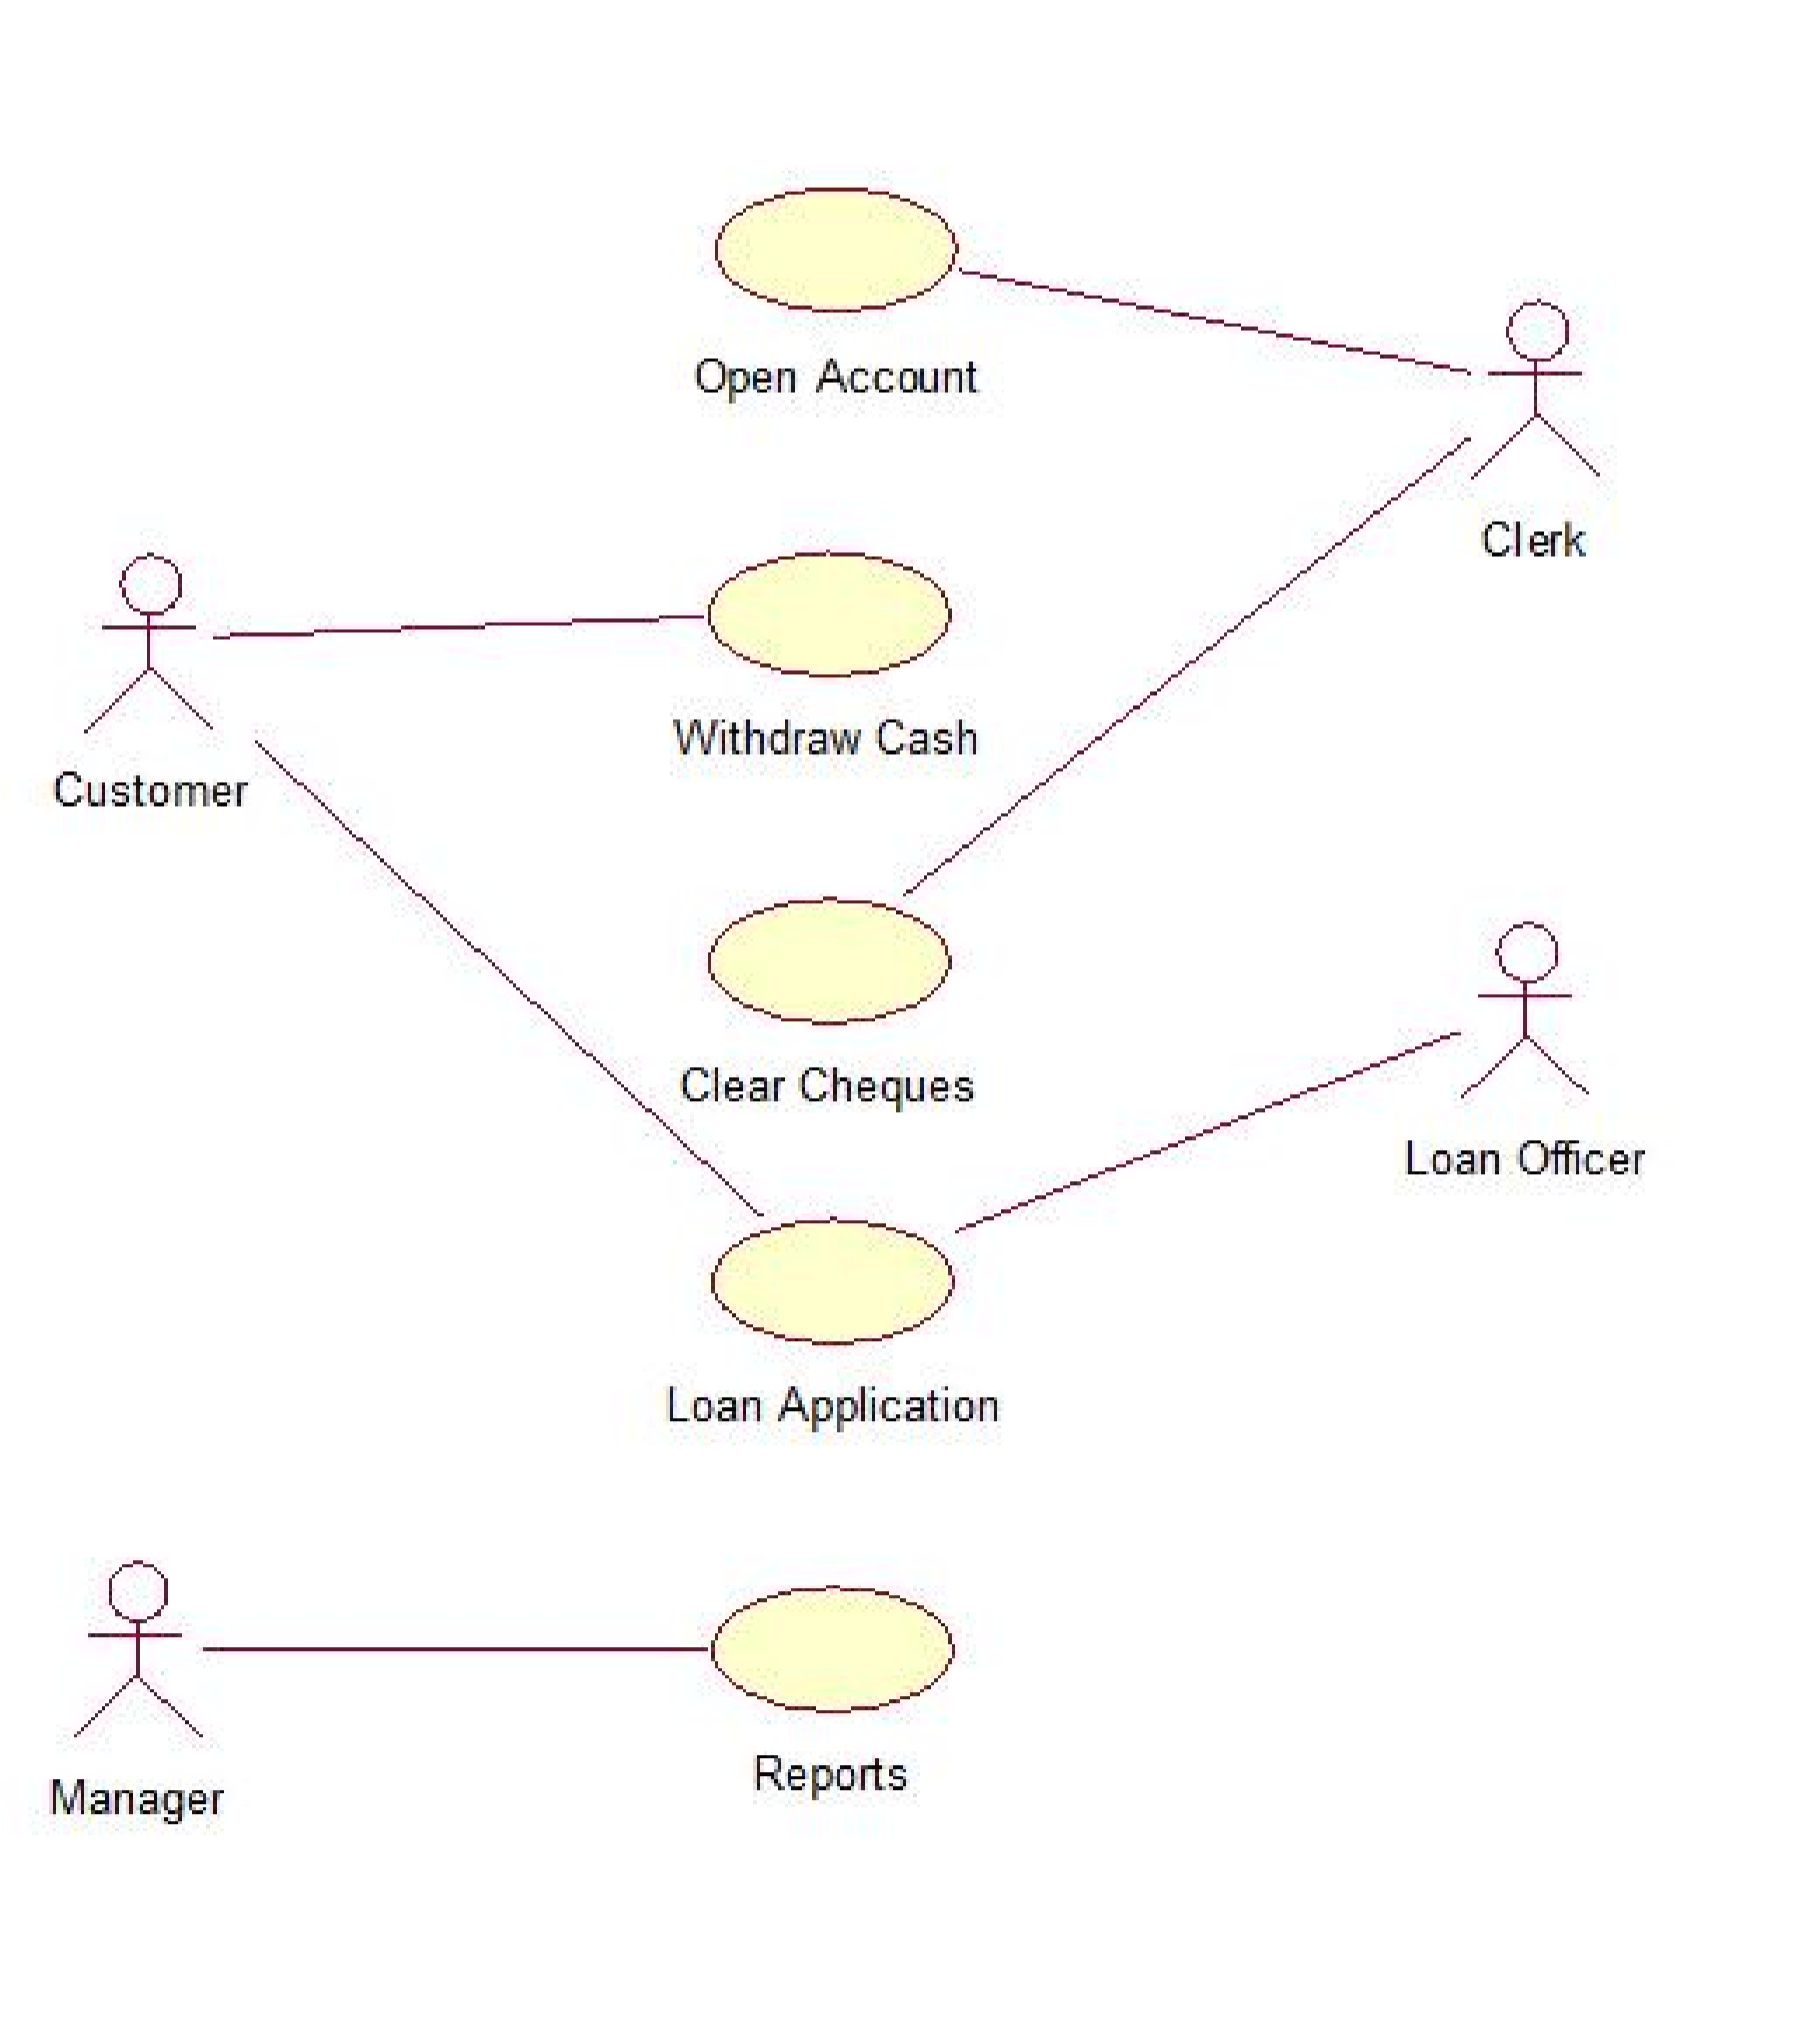 Open Account
Clerk
Withdraw Cash
Customer
Clear Cheques
Loan Officer
Loan Application
Reports
Manager